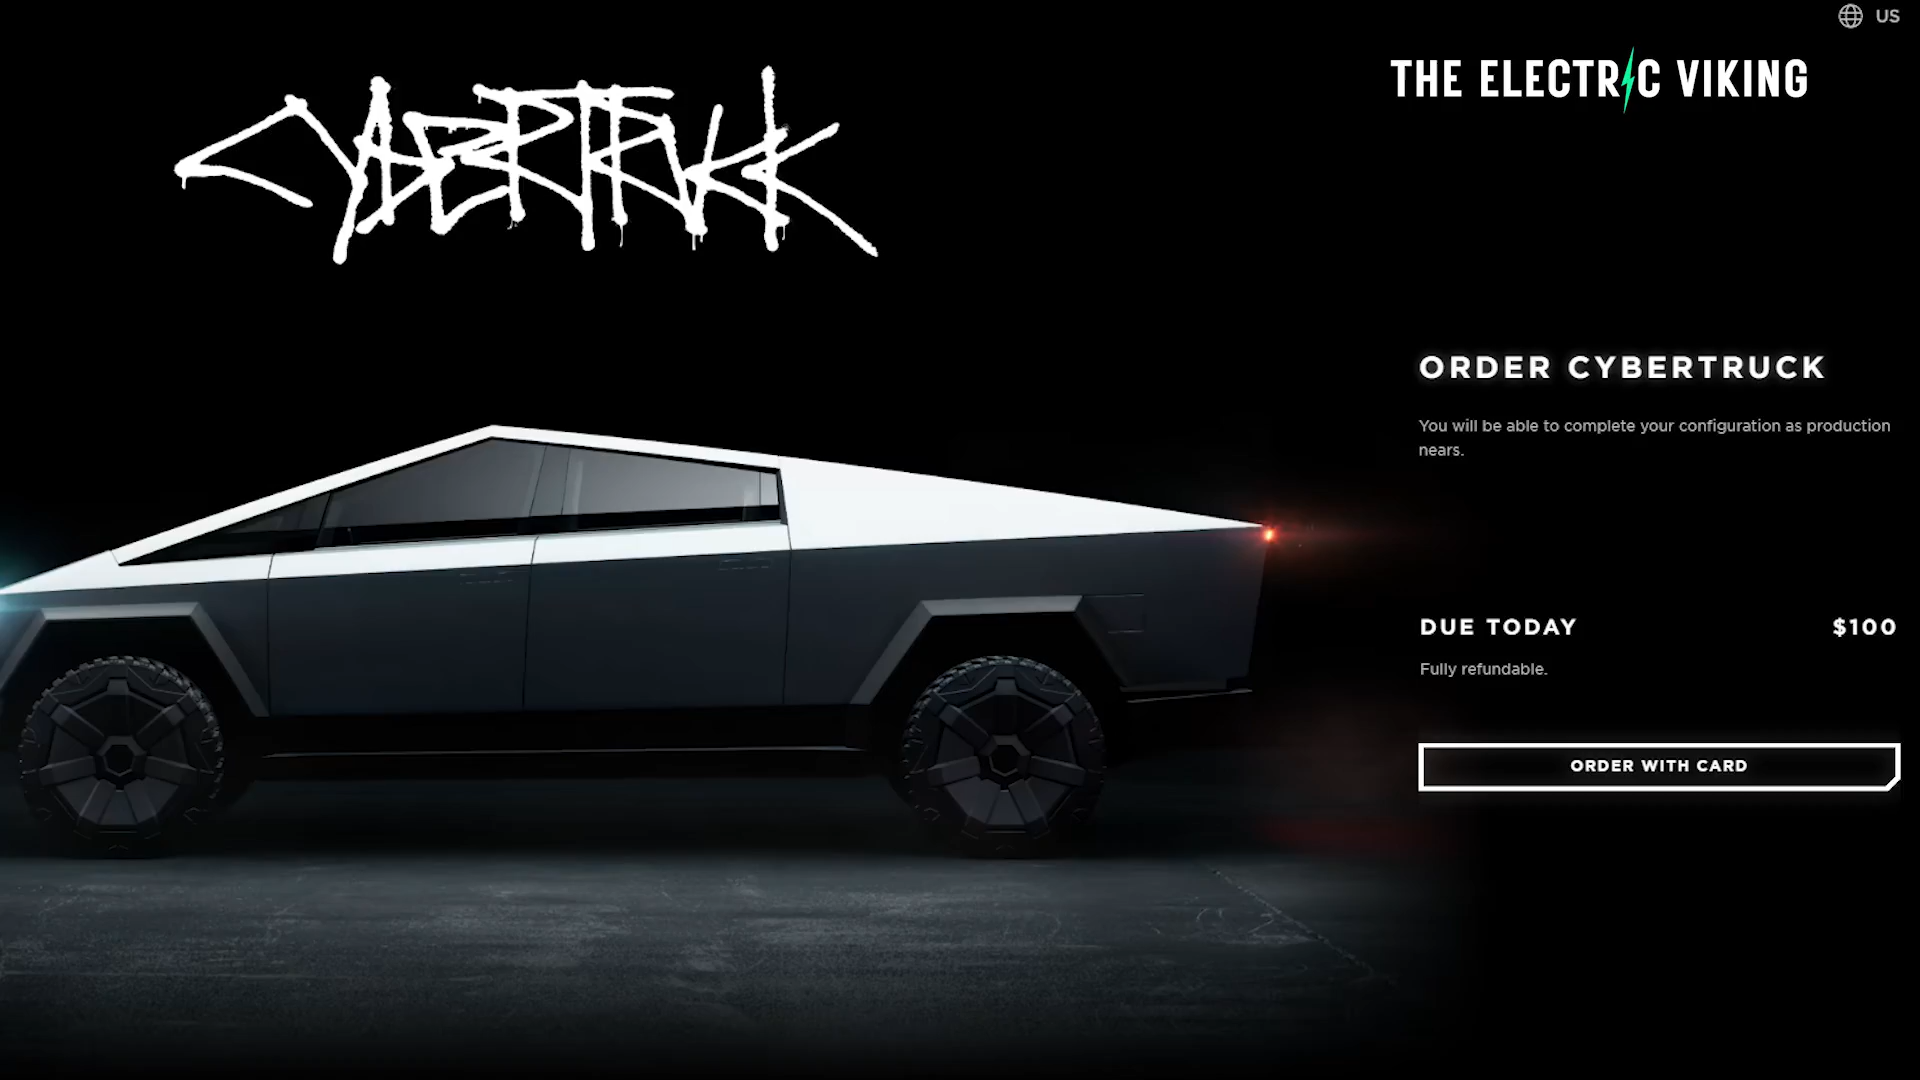 US
THE ELECTRIC VIKING
CYBERTRUCK
ORDER CYBERTRUCK
You will be able to complete your configuration as production
nears.
DUE TODAY $100
Fully refundable.
ORDER WITH CARD